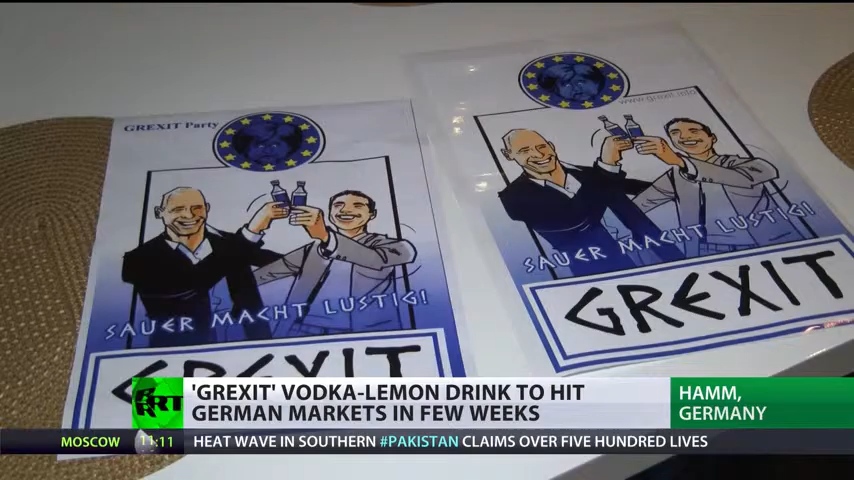 GREXIT Party
SAUER MACHT LUSTIG!
GREXIT
www.grexit.info
SAUER MACHT LUSTIG!
GREXIT
RT
'GREXIT' VODKA-LEMON DRINK TO HIT
GERMAN MARKETS IN FEW WEEKS
HAMM,
GERMANY
MOSCOW 11:11 HEAT WAVE IN SOUTHERN #PAKISTAN CLAIMS OVER FIVE HUNDRED LIVES